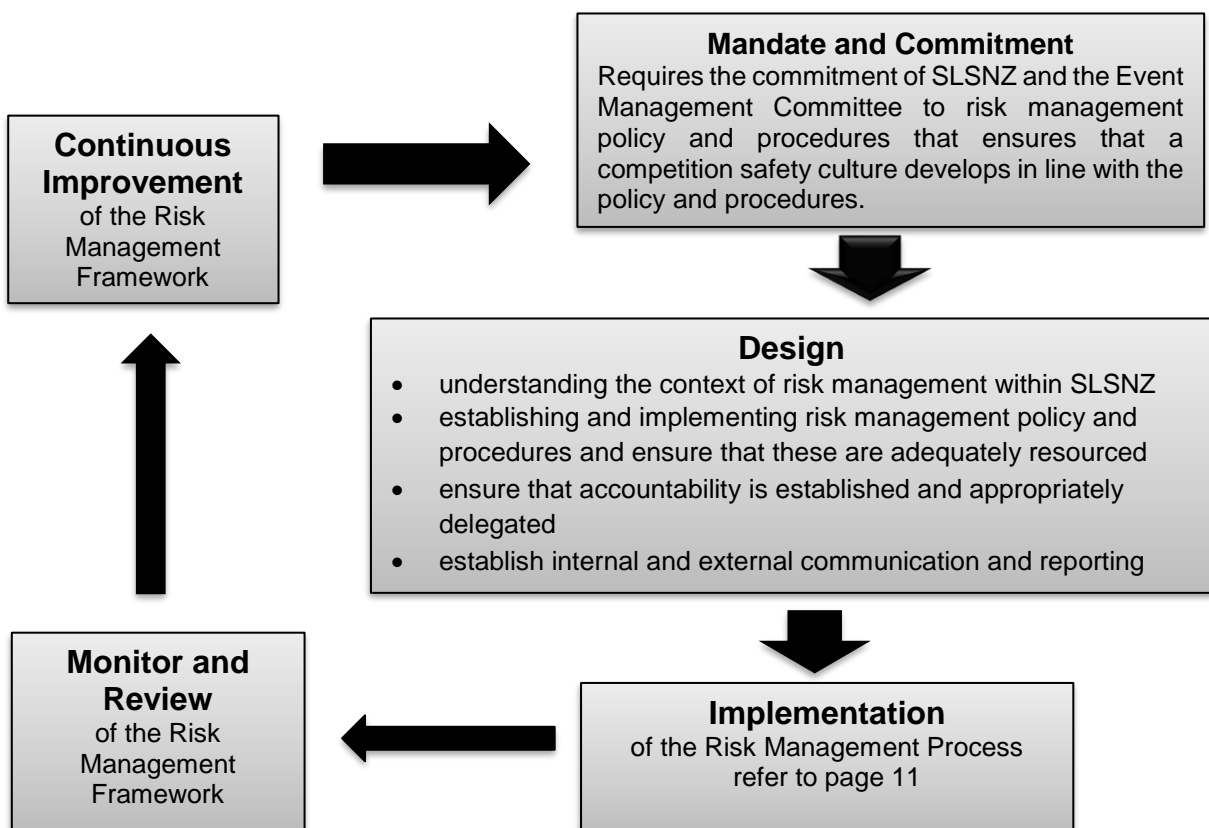 Mandate and Commitment
Requires the commitment of SLSNZ and the Event
Management Committee to risk management
policy and procedures that ensures that a
competition safety culture develops in line with the
policy and procedures.
Continuous
Improvement
of the Risk
Management
Framework
Design
• understanding the context of risk management within SLSNZ
• establishing and implementing risk management policy and
procedures and ensure that these are adequately resourced
• ensure that accountability is established and appropriately
delegated
• establish internal and external communication and reporting
Monitor and
Review
of the Risk
Management
Framework
Implementation
of the Risk Management Process
refer to page 11